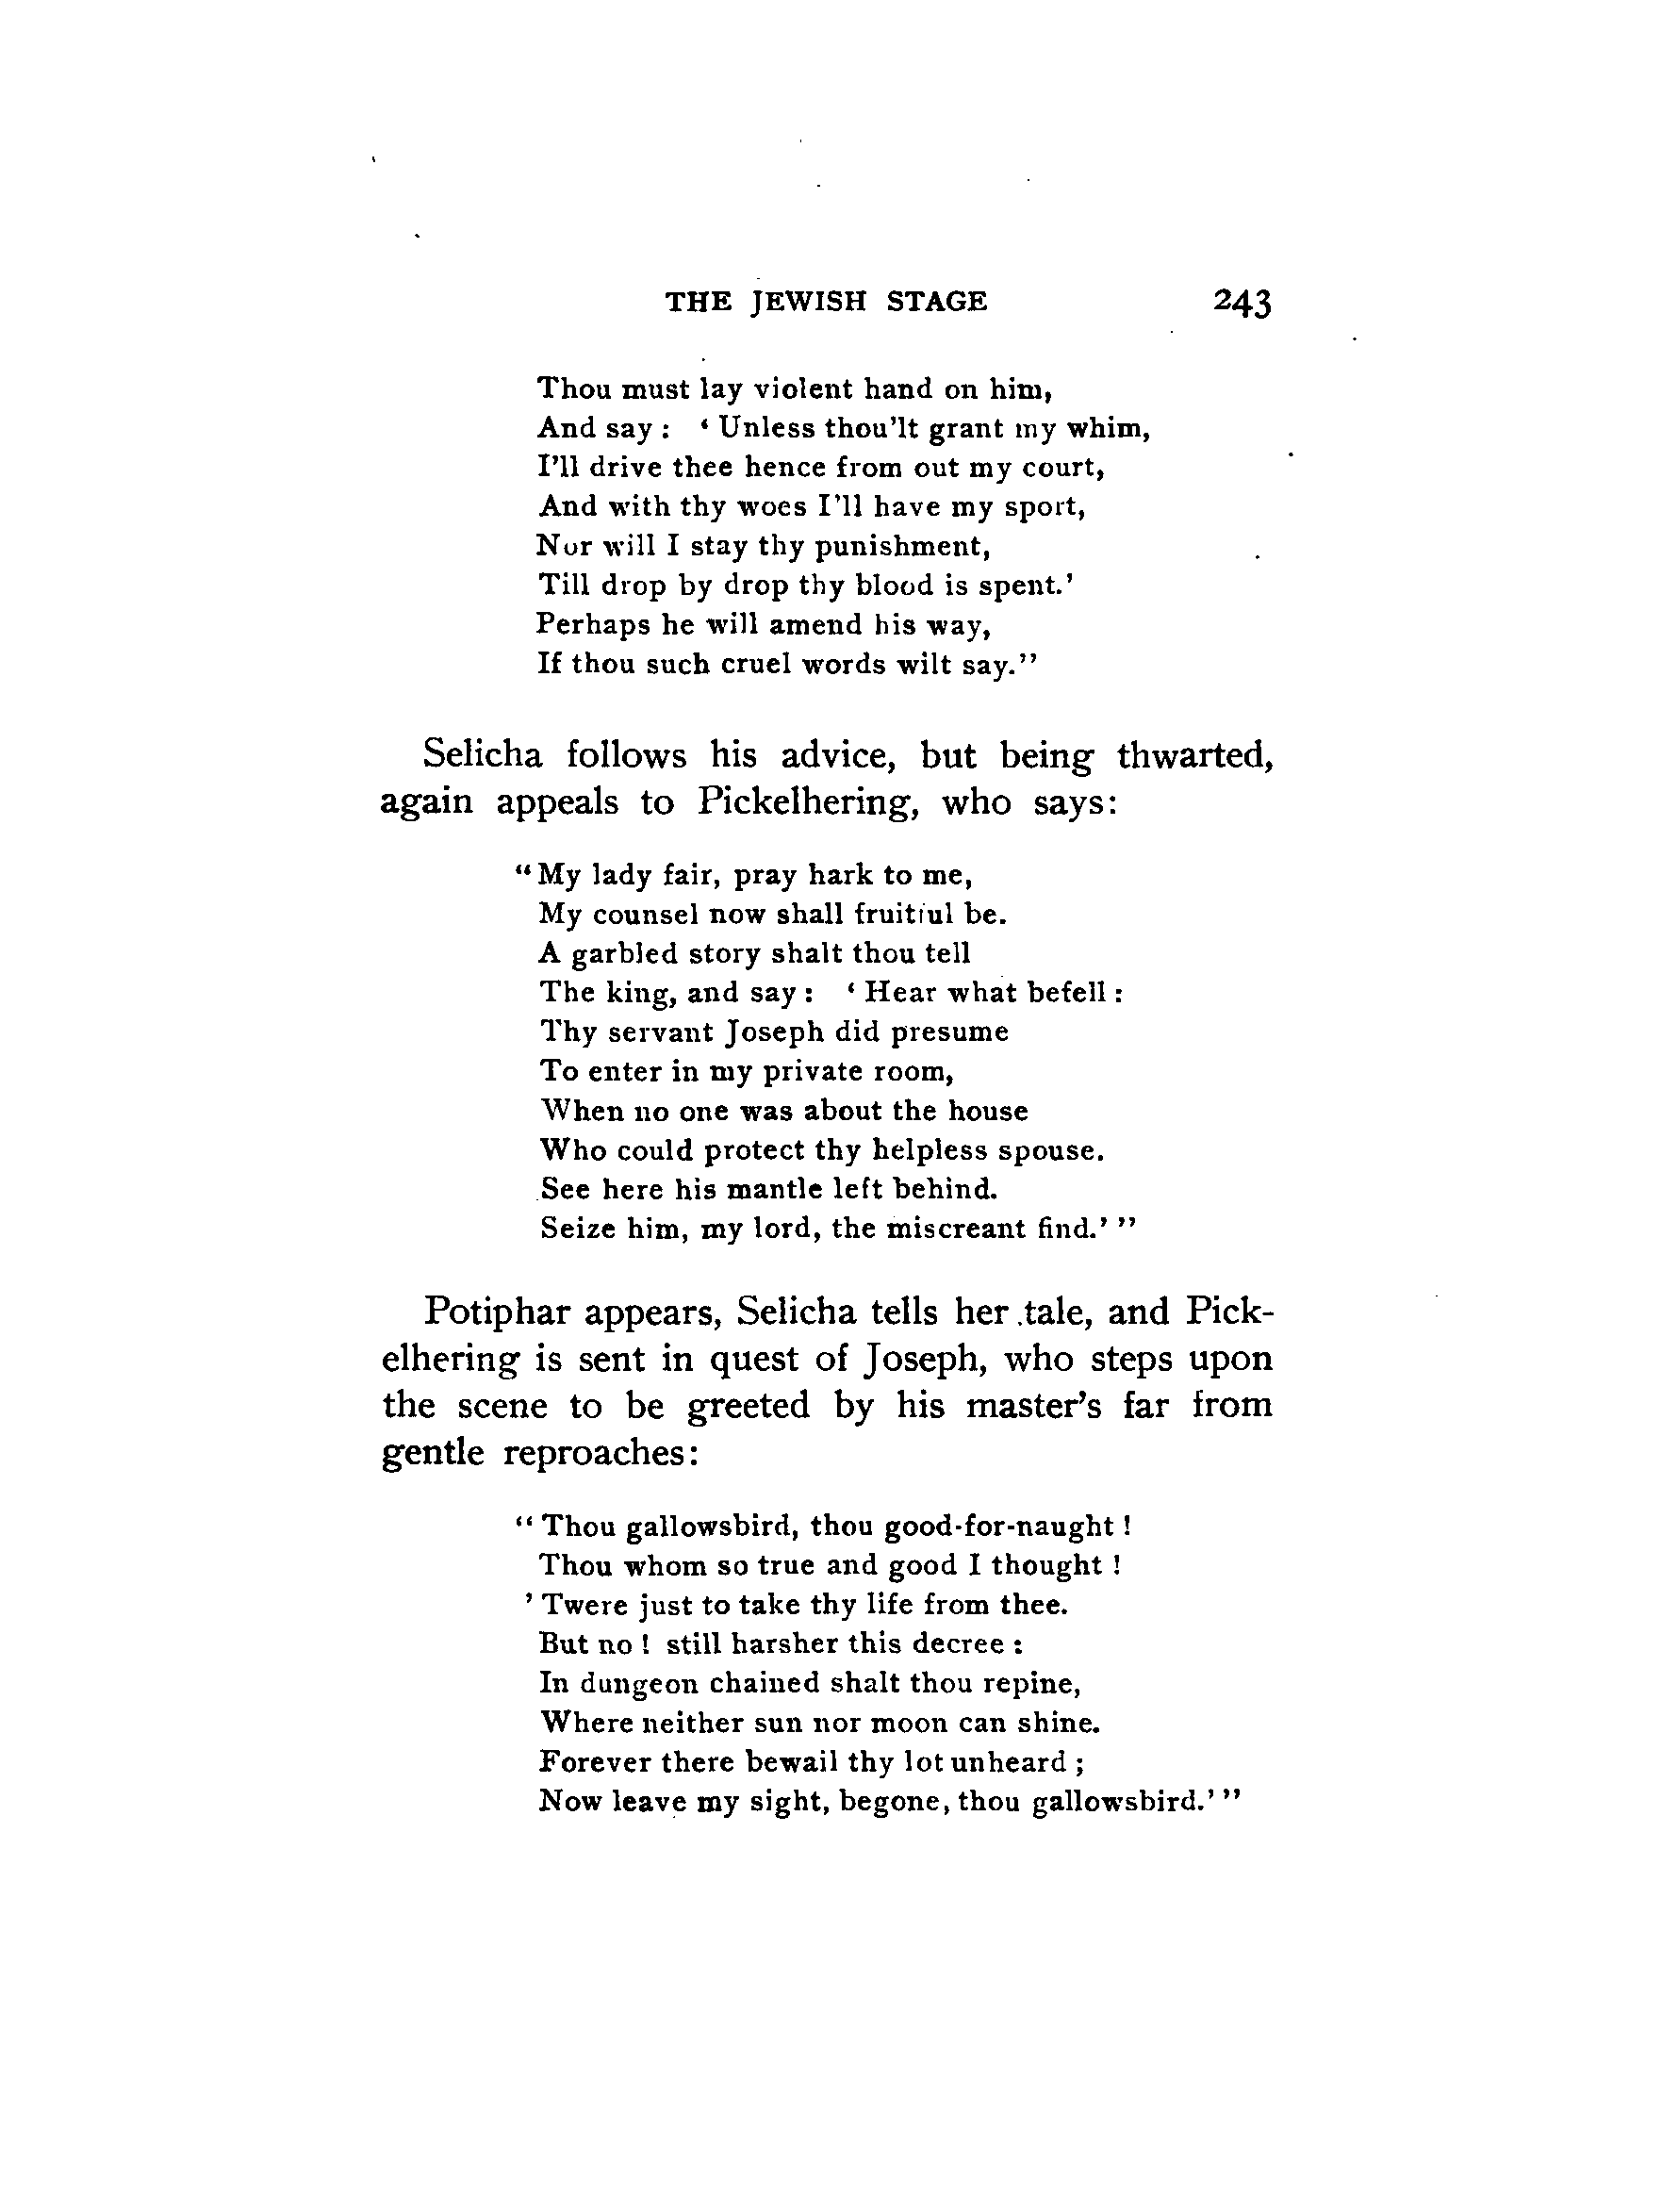 THE JEWISH STAGE 243
Thou must lay violent hand on him,
And say : ‘ Unless thou’lt grant my whim,
I’ll drive thee hence from out my court,
And with thy woes I’ll have my sport,
Nor will I stay thy punishment,
Till drop by drop thy blood is spent.’
Perhaps he will amend his way,
If thou such cruel words wilt say.”
Selicha follows his advice, but being thwarted,
again appeals to Pickelhering, who says:
“ My lady fair, pray hark to me,
My counsel now shall fruitful be.
A garbled story shalt thou tell
The king, and say : ‘ Hear what befell :
Thy servant Joseph did presume
To enter in my private room,
When no one was about the house
Who could protect thy helpless spouse.
See here his mantle left behind.
Seize him, my lord, the miscreant find.’ ”
Potiphar appears, Selicha tells her tale, and Pick-
elhering is sent in quest of Joseph, who steps upon
the scene to be greeted by his master’s far from
gentle reproaches:
“ Thou gallowsbird, thou good-for-naught !
Thou whom so true and good I thought !
’ Twere just to take thy life from thee.
But no ! still harsher this decree :
In dungeon chained shalt thou repine,
Where neither sun nor moon can shine.
Forever there bewail thy lot unheard ;
Now leave my sight, begone, thou gallowsbird.’ ”